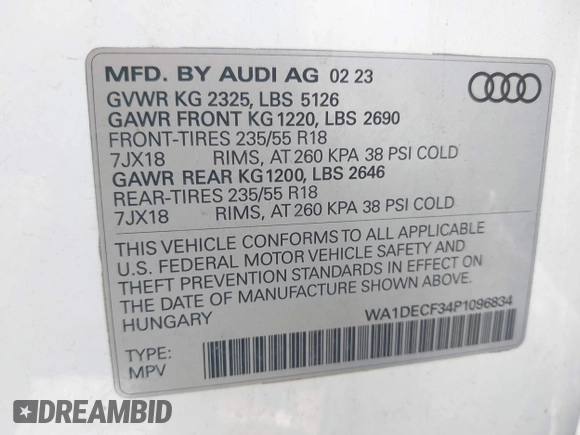 MFD. BY AUDI AG 02 23
GVWR KG 2325, LBS 5126
GAWR FRONT KG 1220, LBS 2690
FRONT-TIRES 235/55 R18
7JX18 RIMS, AT 260 KPA 38 PSI COLD
GAWR REAR KG1200, LBS 2646
REAR-TIRES 235/55 R18
7JX18 RIMS, AT 260 KPA 38 PSI COLD
THIS VEHICLE CONFORMS TO ALL APPLICABLE
U.S. FEDERAL MOTOR VEHICLE SAFETY AND
THEFT PREVENTION STANDARDS IN EFFECT ON
THE DATE OF MANUFACTURE SHOWN ABOVE.
HUNGARY
WA1DECF34P1096834
TYPE:
MPV
DREAMBID